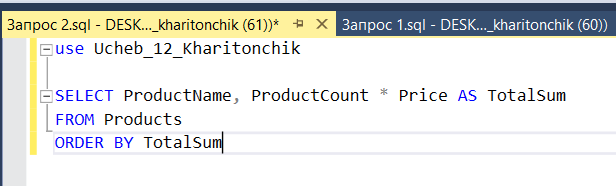 Запрос 2.sql - DESK..._kharitonchik (61))* Запрос 1.sql - DESK..._kharitonchik (60))
use Ucheb_12_Kharitonchik
SELECT ProductName, ProductCount * Price AS TotalSum
FROM Products
ORDER BY TotalSum